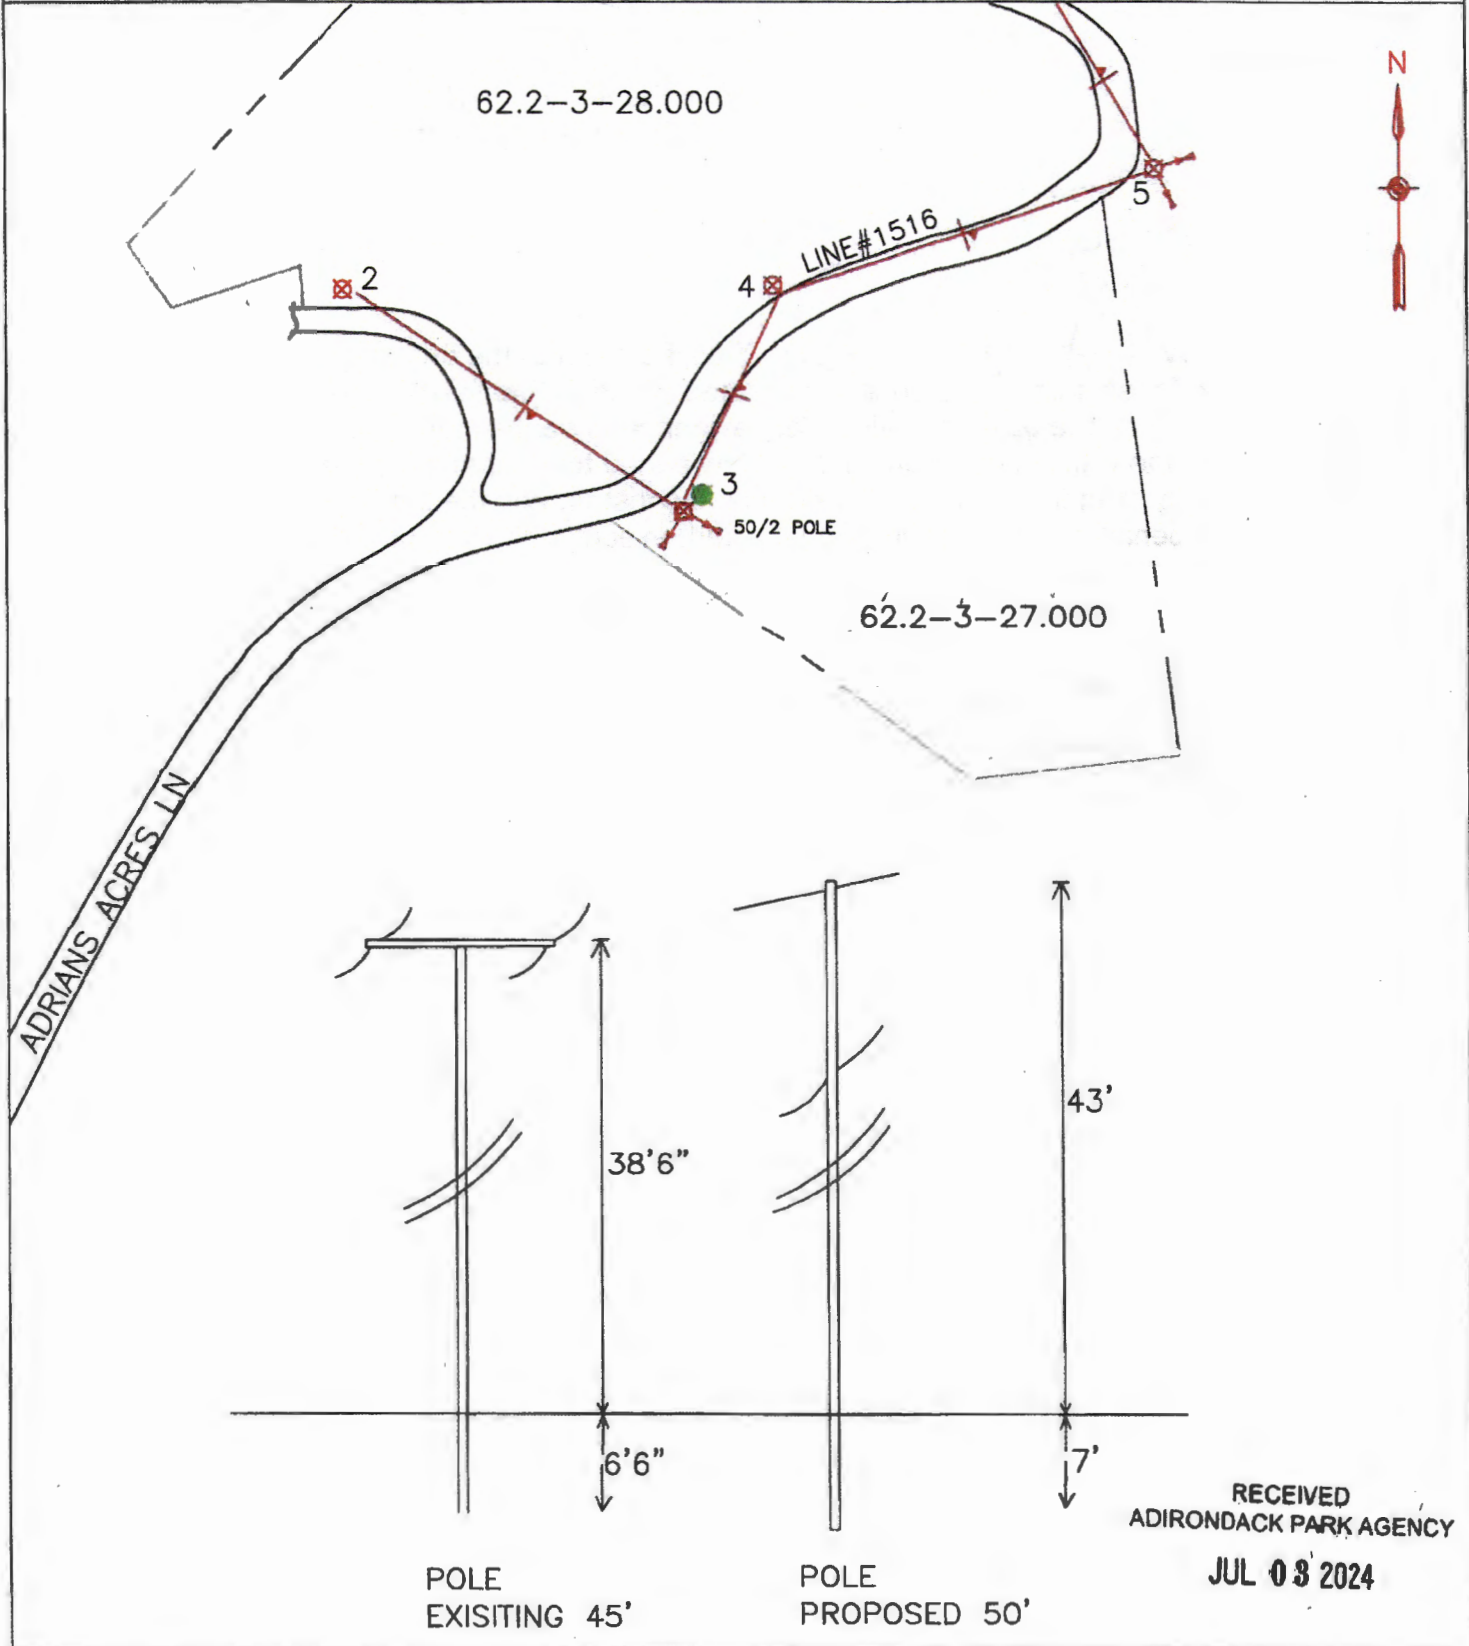 N
62.2-3-28.000
5
LINE#1516
2
4
3
50/2 POLE
62.2-3-27.000
ADRIANS ACRES LN
43'
38'6"
6'6"
7'
RECEIVED
ADIRONDACK PARK AGENCY
JUL 03 2024
POLE
EXISITING 45'
POLE
PROPOSED 50'